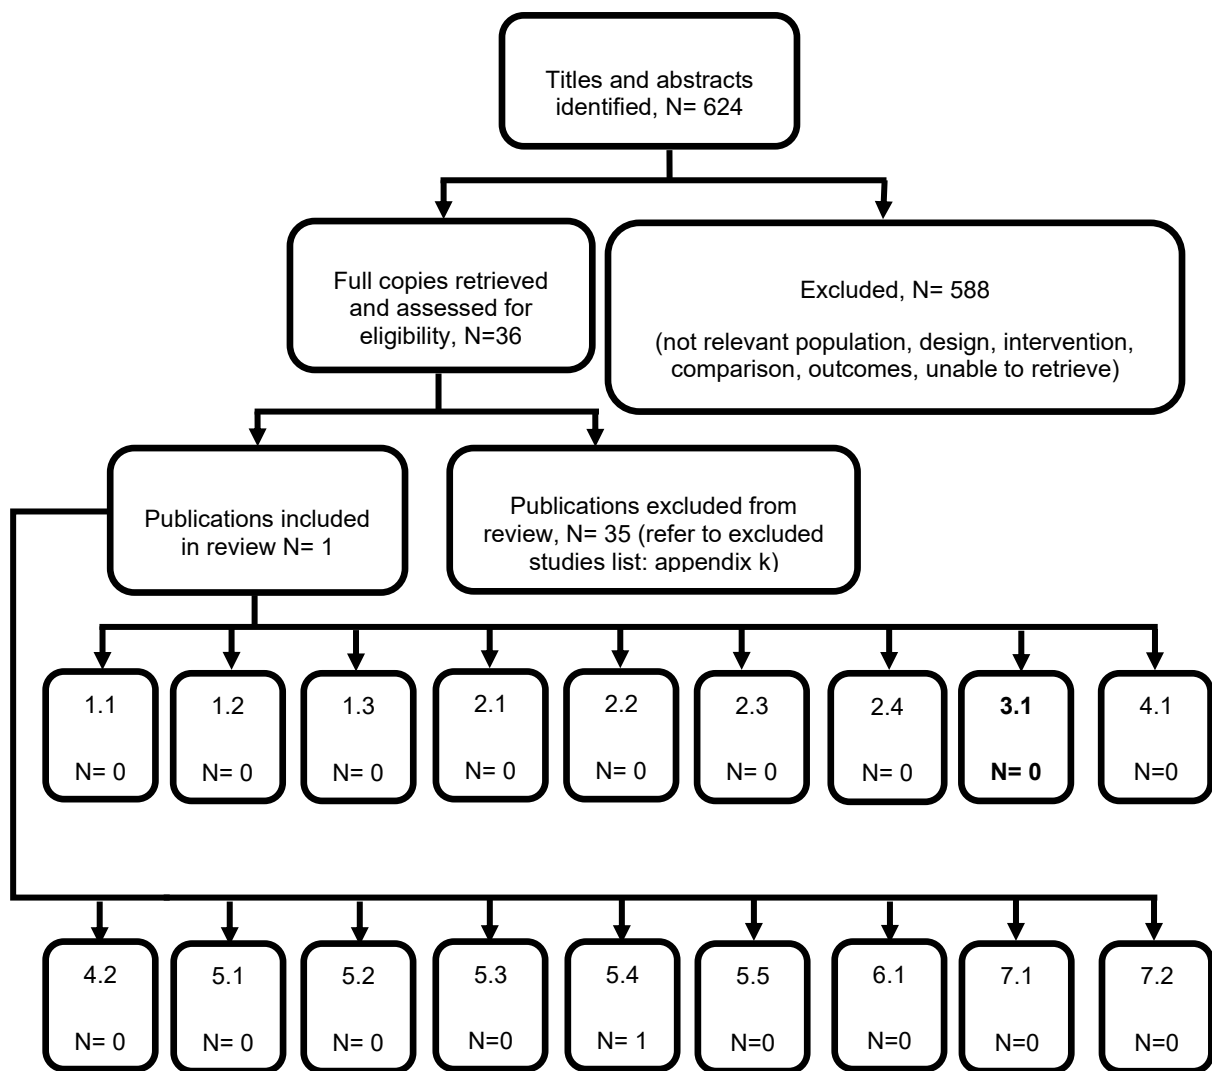 Titles and abstracts
identified, N= 624
Full copies retrieved
and assessed for
eligibility, N=36
Excluded, N= 588
(not relevant population, design, intervention,
comparison, outcomes, unable to retrieve)
Publications included
in review N= 1
Publications excluded from
review, N= 35 (refer to excluded
studies list: appendix k)
1.1
N= 0
1.2
N= 0
1.3
N= 0
2.1
N= 0
2.2
N= 0
2.3
N= 0
2.4
N= 0
3.1
N= 0
4.1
N=0
4.2
N= 0
5.1
N= 0
5.2
N= 0
5.3
N=0
5.4
N= 1
5.5
N=0
6.1
N=0
7.1
N=0
7.2
N=0